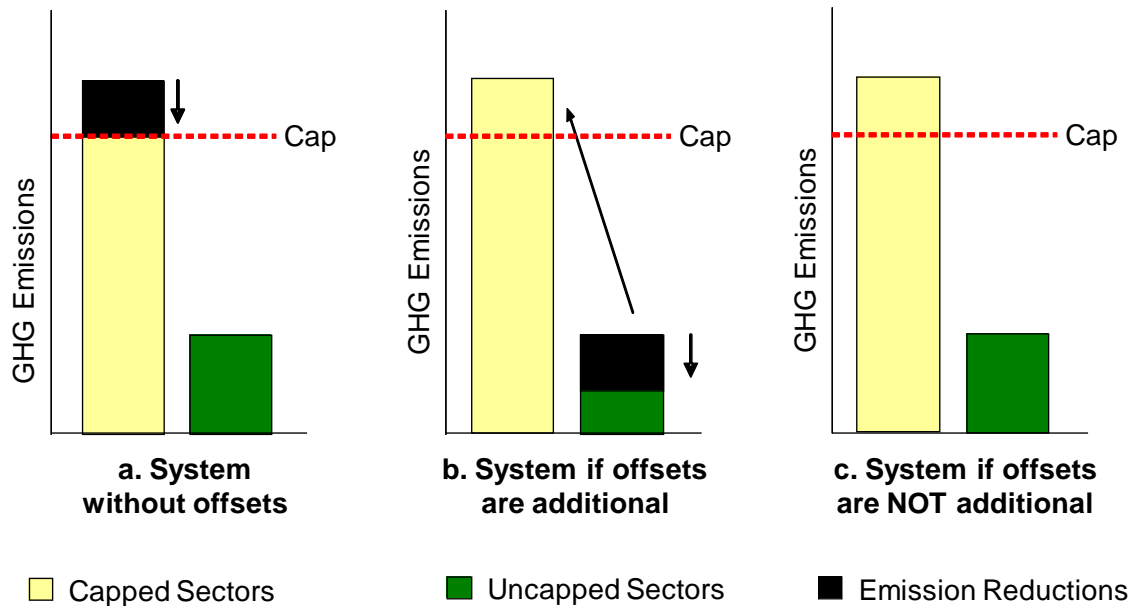 GHG Emissions
Cap
a. System
without offsets
GHG Emissions
Cap
b. System if offsets
are additional
GHG Emissions
Cap
c. System if offsets
are NOT additional
Capped Sectors
Uncapped Sectors
Emission Reductions